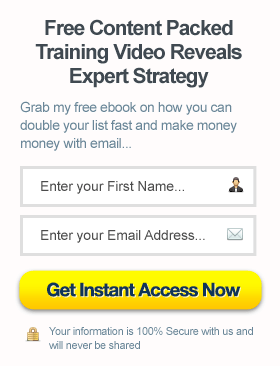 Free Content Packed
Training Video Reveals
Expert Strategy
Grab my free ebook on how you can
double your list fast and make money
money with email...
Enter your First Name...
Enter your Email Address...
Get Instant Access Now
Your information is 100% Secure with us and
will never be shared